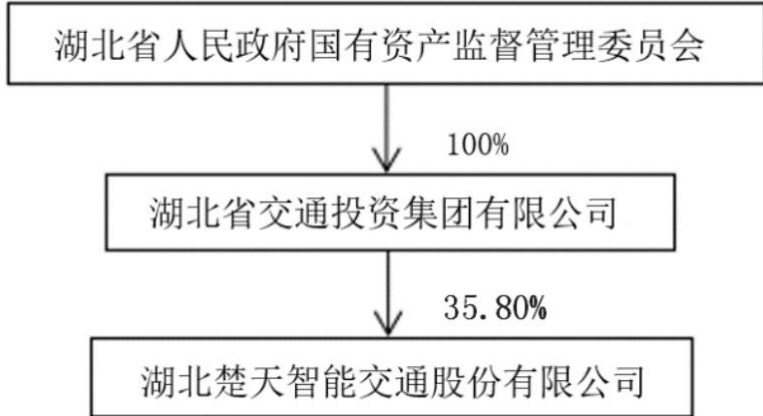 湖北省人民政府国有资产监督管理委员会
100%
湖北省交通投资集团有限公司
35.80%
湖北楚天智能交通股份有限公司